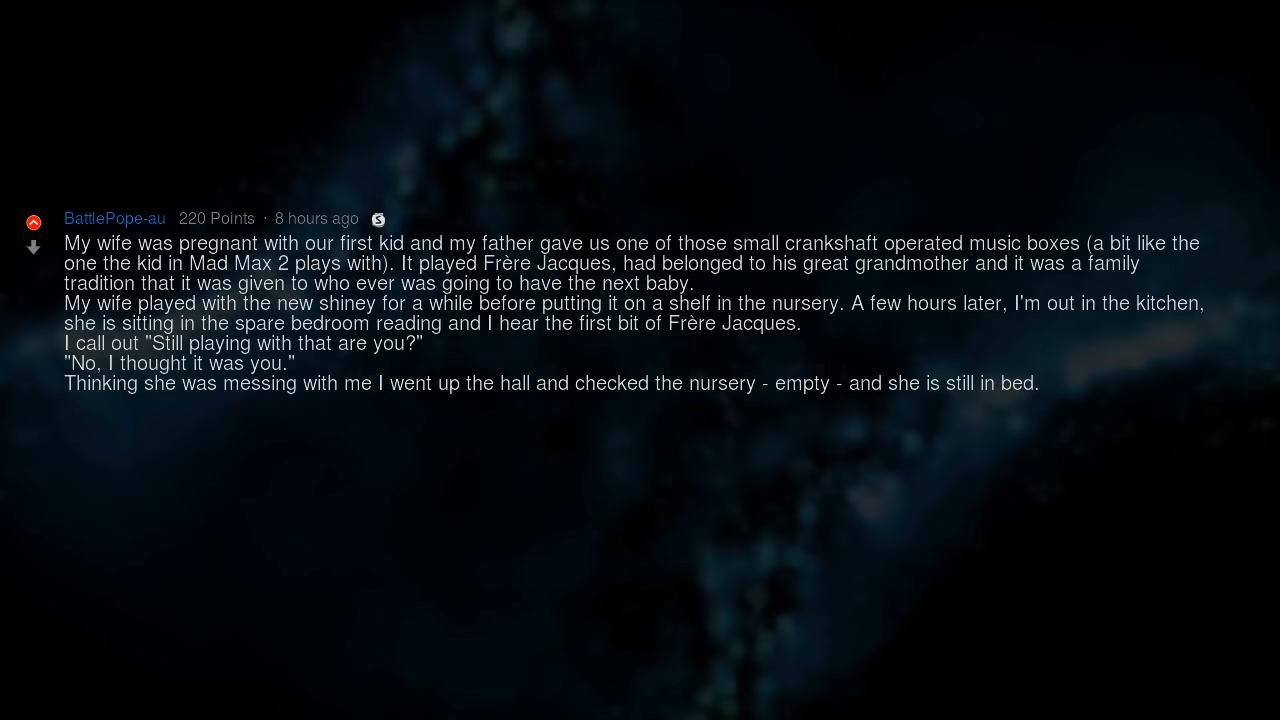 BattlePope-au 220 Points · 8 hours ago S
My wife was pregnant with our first kid and my father gave us one of those small crankshaft operated music boxes (a bit like the
one the kid in Mad Max 2 plays with). It played Frère Jacques, had belonged to his great grandmother and it was a family
tradition that it was given to who ever was going to have the next baby.
My wife played with the new shiney for a while before putting it on a shelf in the nursery. A few hours later, I'm out in the kitchen,
she is sitting in the spare bedroom reading and I hear the first bit of Frère Jacques.
I call out "Still playing with that are you?"
"No, I thought it was you."
Thinking she was messing with me I went up the hall and checked the nursery - empty - and she is still in bed.